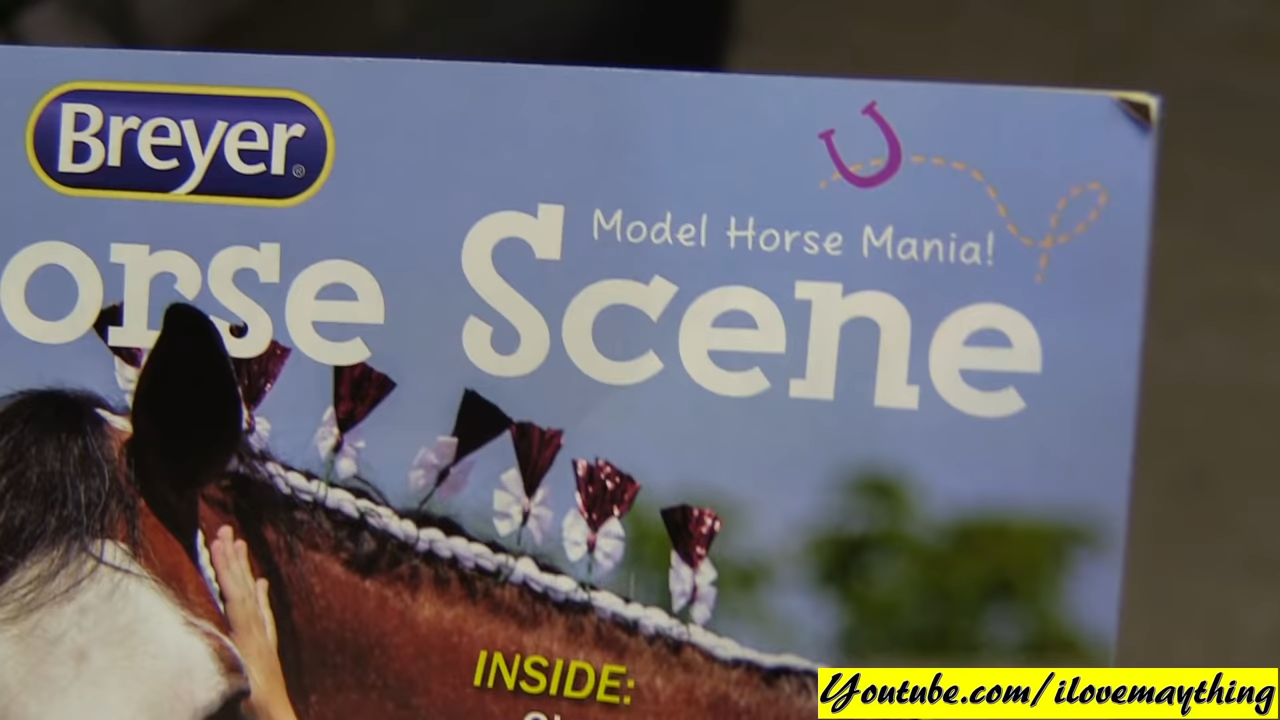 Breyer®
orse Scene
Model Horse Mania!
INSIDE:
Youtube.com/ilovemaything